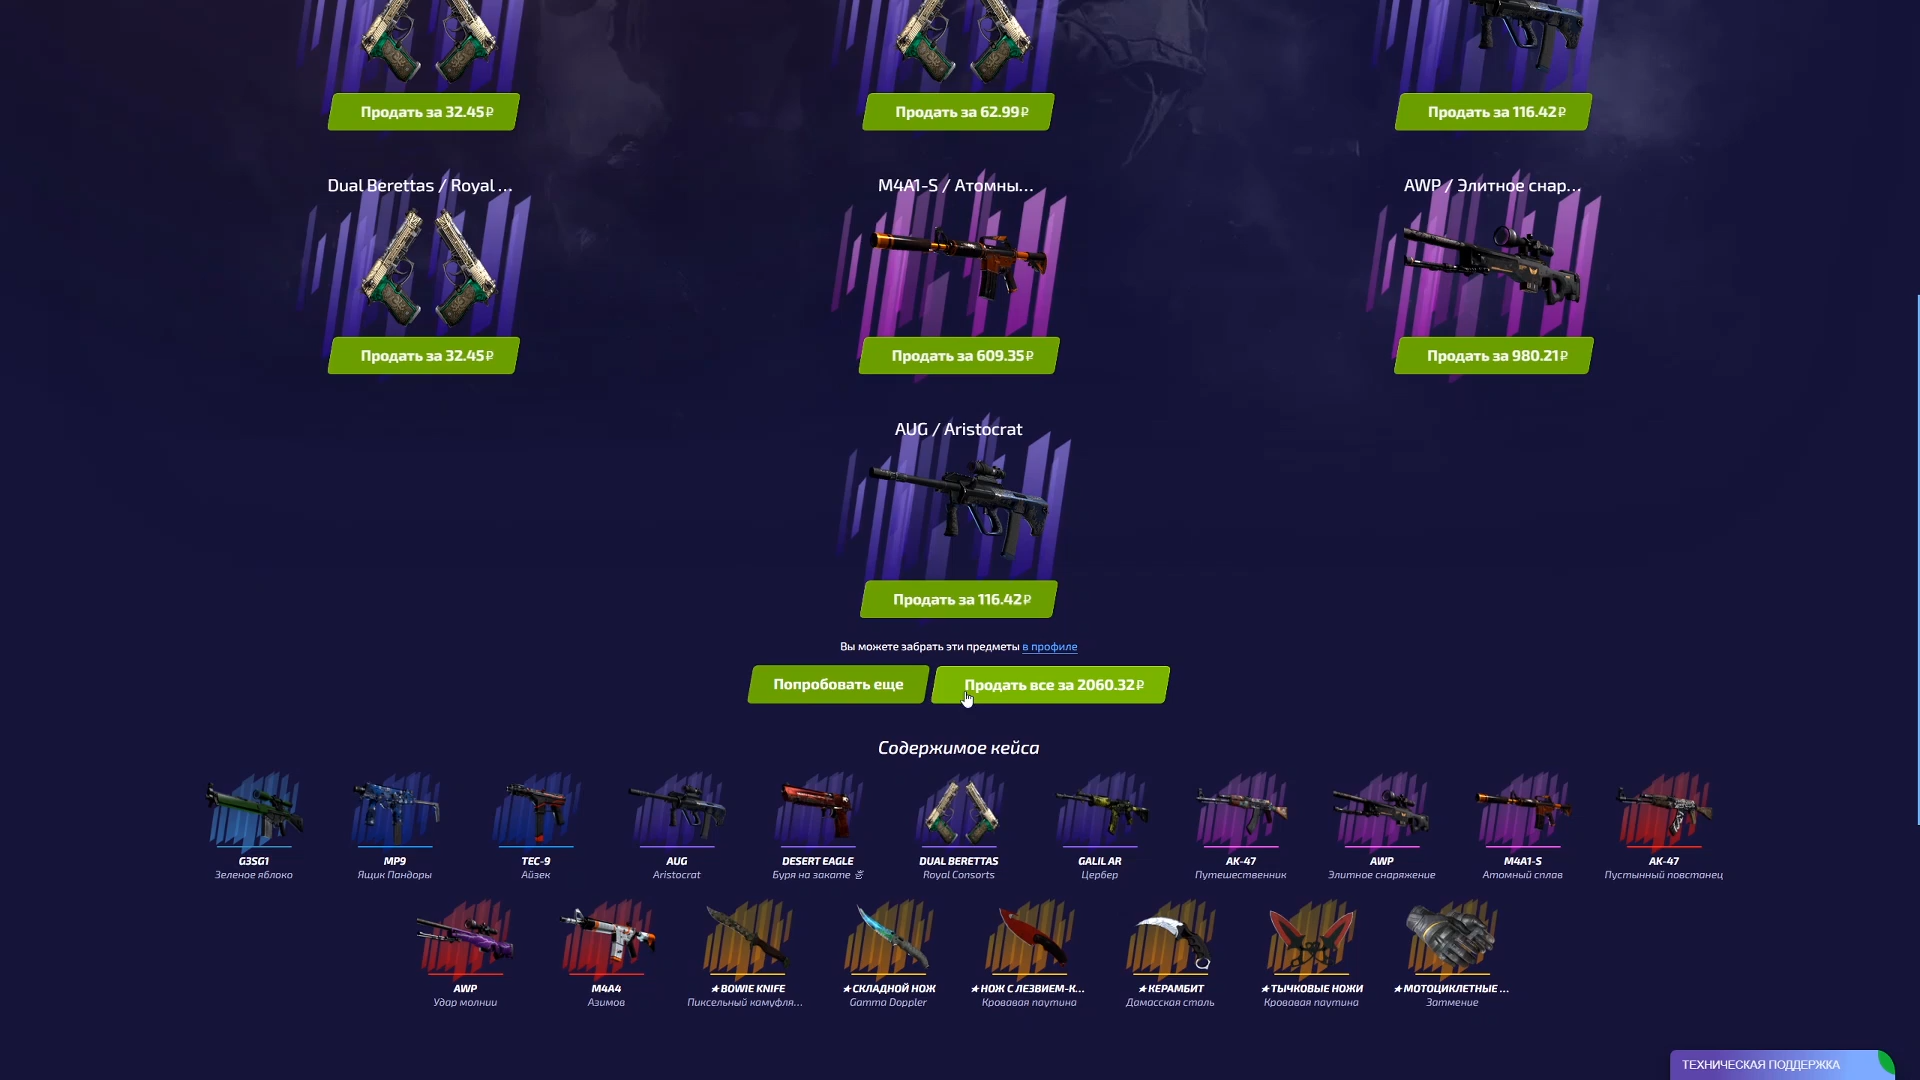 Продать за 32.45₽
Продать за 62.99₽
Продать за 116.42₽
Dual Berettas / Royal ...
M4A1-S / Атомны...
AWP / Элитное снар...
Продать за 32.45₽
Продать за 609.35₽
Продать за 980.21₽
AUG / Aristocrat
Продать за 116.42₽
Вы можете забрать эти предметы в профиле
Попробовать еще
Продать все за 2060.32₽
Содержимое кейса
G3SG1
Зеленое яблоко
MP9
Ящик Пандоры
TEC-9
Айзек
AUG
Aristocrat
DESERT EAGLE
Буря на закате 壱
DUAL BERETTAS
Royal Consorts
GALIL AR
Цербер
AK-47
Путешественник
AWP
Элитное снаряжение
M4A1-S
Атомный сплав
AK-47
Пустынный повстанец
AWP
Удар молнии
M4A4
Азимов
★ BOWIE KNIFE
Пиксельный камуфля...
★ СКЛАДНОЙ НОЖ
Gamma Doppler
★ НОЖ С ЛЕЗВИЕМ-К...
Кровавая паутина
★ КЕРАМБИТ
Дамасская сталь
★ ТЫЧКОВЫЕ НОЖИ
Кровавая паутина
★ МОТОЦИКЛЕТНЫЕ ...
Затмение
ТЕХНИЧЕСКАЯ ПОДДЕРЖКА